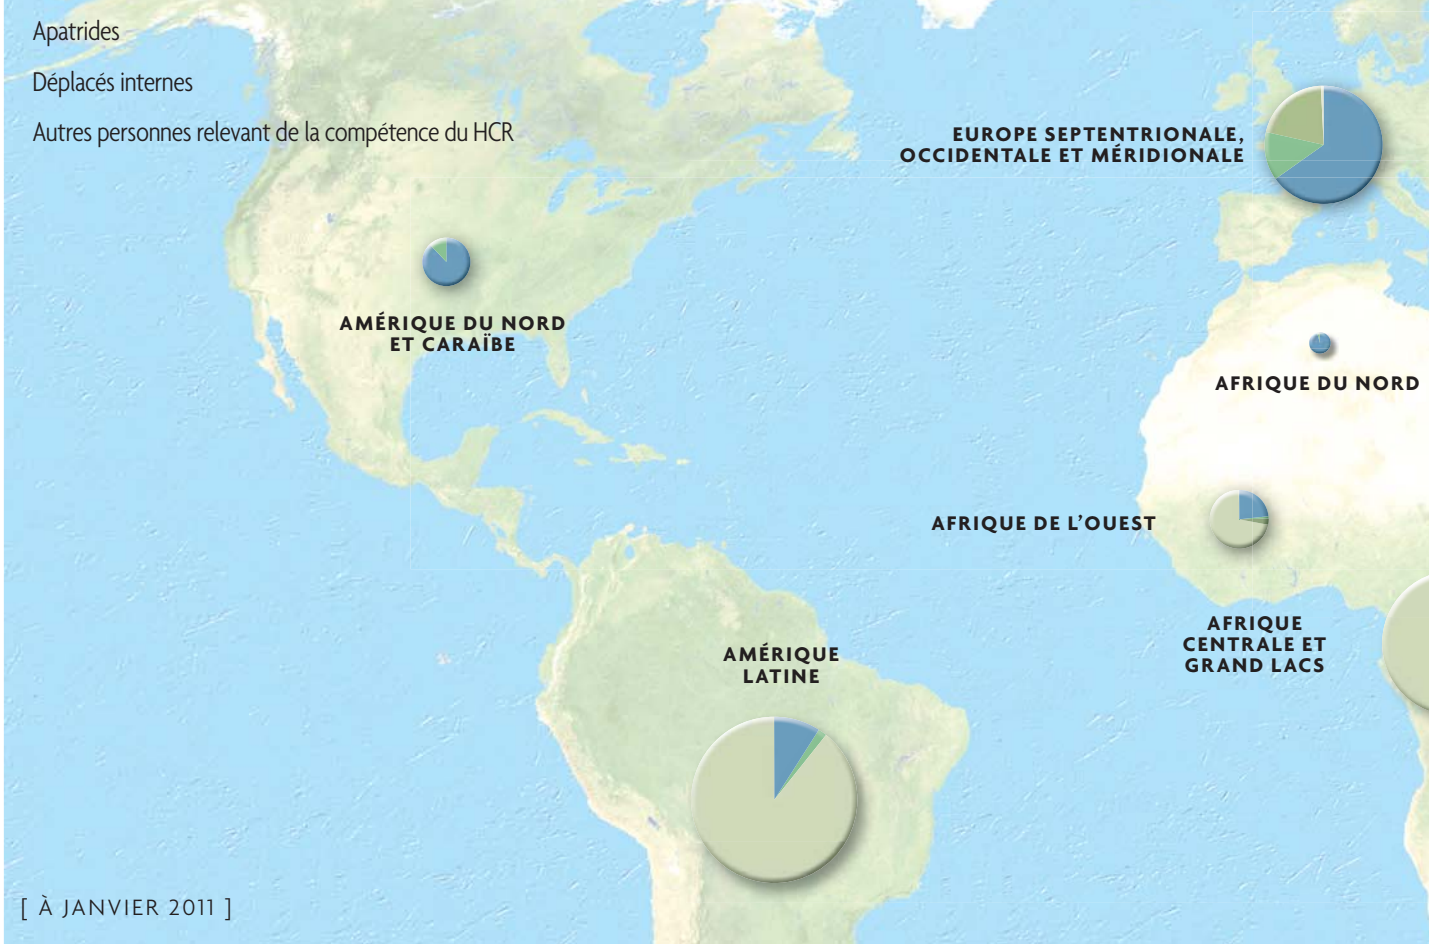 Apatrides
Déplacés internes
Autres personnes relevant de la compétence du HCR
EUROPE SEPTENTRIONALE,
OCCIDENTALE ET MÉRIDIONALE
AMÉRIQUE DU NORD
ET CARAÏBE
AFRIQUE DU NORD
AFRIQUE DE L’OUEST
AFRIQUE
CENTRALE ET
GRAND LACS
AMÉRIQUE
LATINE
[ À JANVIER 2011 ]